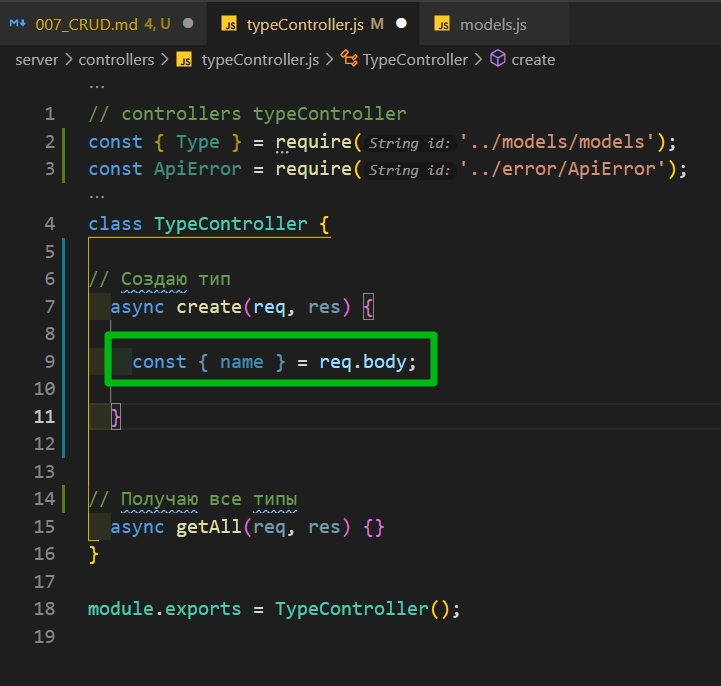 007_CRUD.md 4, U typeController.js M models.js
server > controllers > typeController.js > TypeController > create
...
1 // controllers typeController
2 const { Type } = require( String id: '../models/models');
3 const ApiError = require( String id: '../error/ApiError');
...
4 class TypeController {
5
6 // Создаю тип
7 async create(req, res) {
8
9 const { name } = req.body;
10
11 }
12
13
14 // Получаю все типы
15 async getAll(req, res) {}
16 }
17
18 module.exports = TypeController();
19